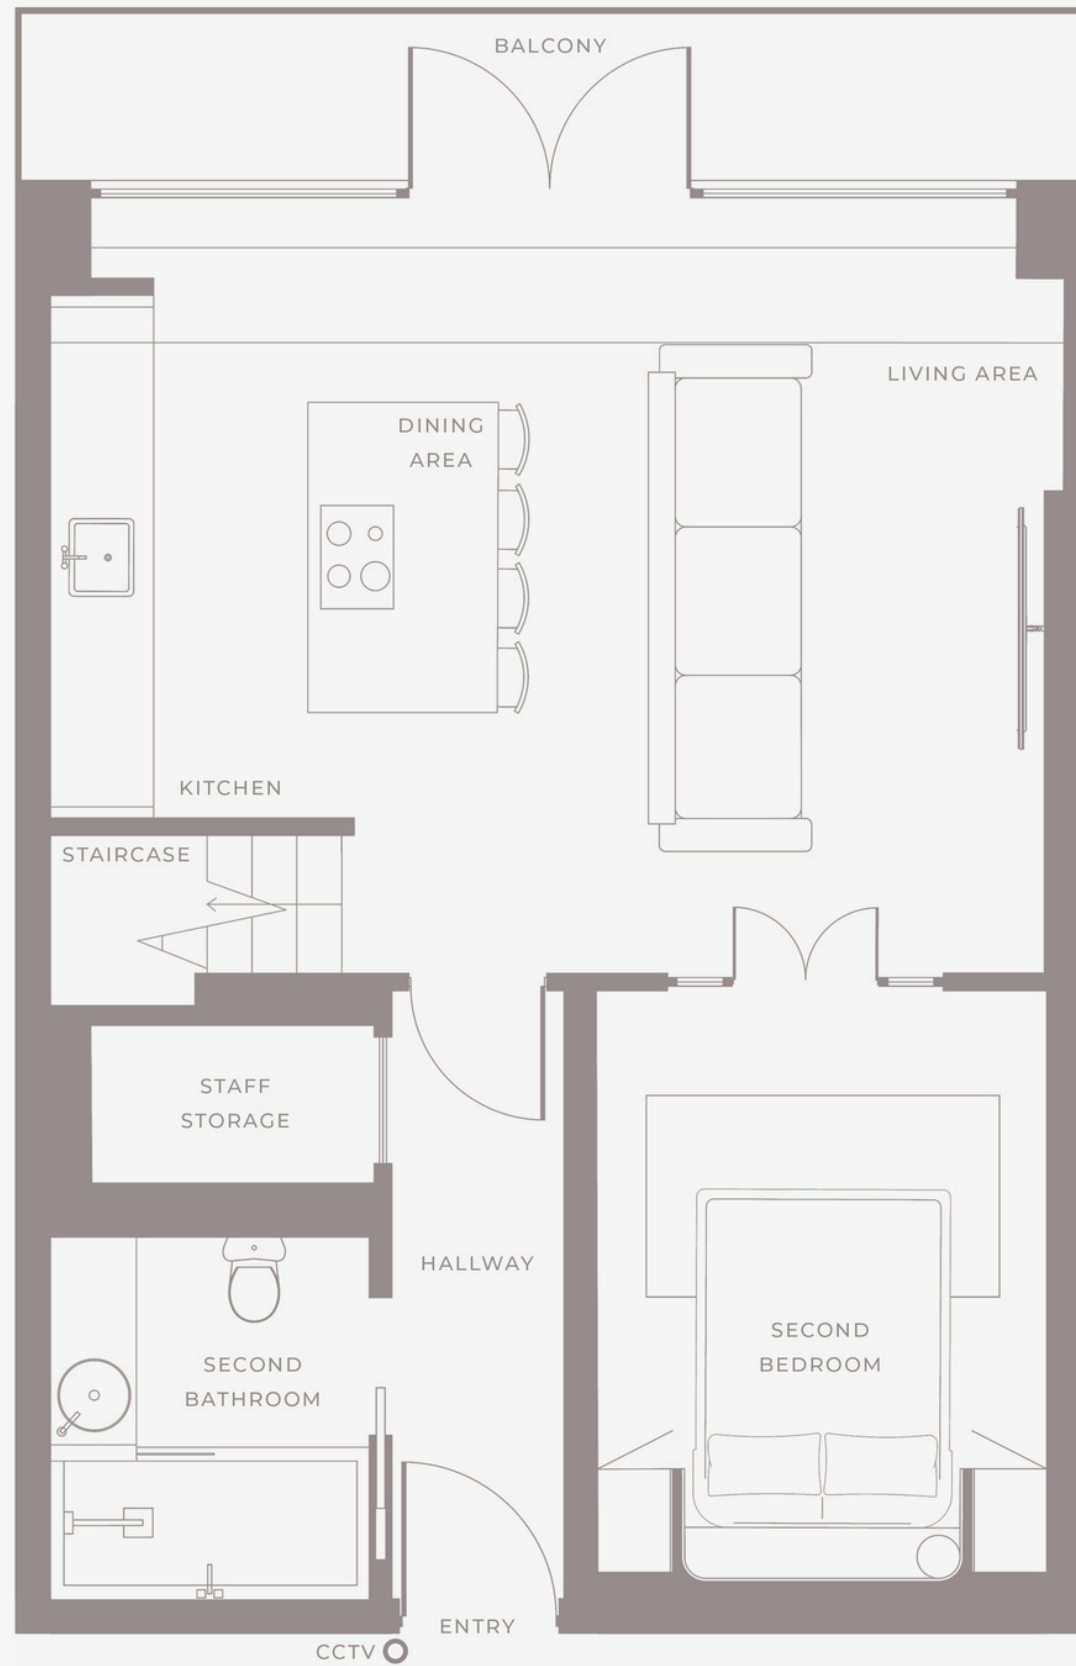 BALCONY
LIVING AREA
DINING
AREA
KITCHEN
STAIRCASE
STAFF
STORAGE
HALLWAY
SECOND
BEDROOM
SECOND
BATHROOM
ENTRY
CCTV